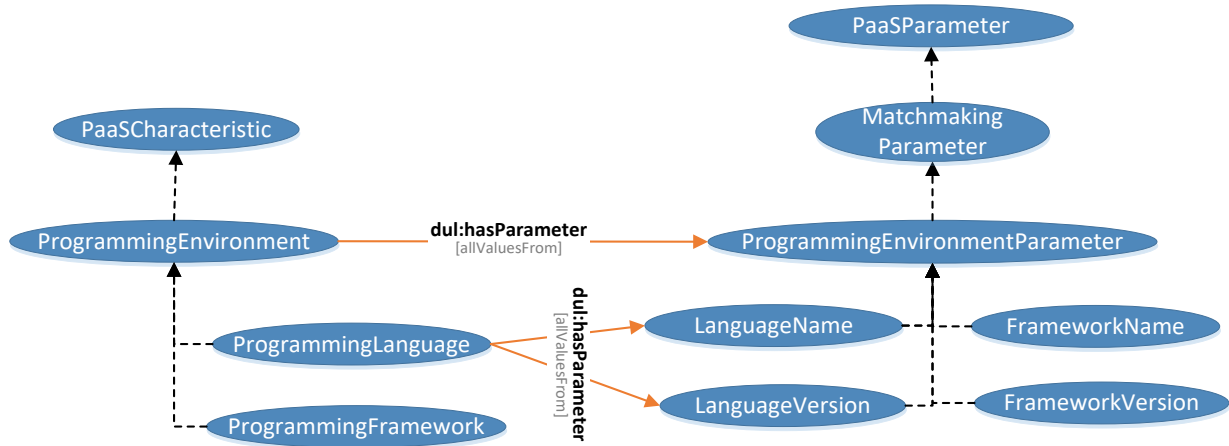 PaaSParameter
PaaSCharacteristic
Matchmaking
Parameter
ProgrammingEnvironment
dul:hasParameter
[allValuesFrom]
ProgrammingEnvironmentParameter
ProgrammingLanguage
dul:hasParameter
[allValuesFrom]
LanguageName
FrameworkName
LanguageVersion
FrameworkVersion
ProgrammingFramework